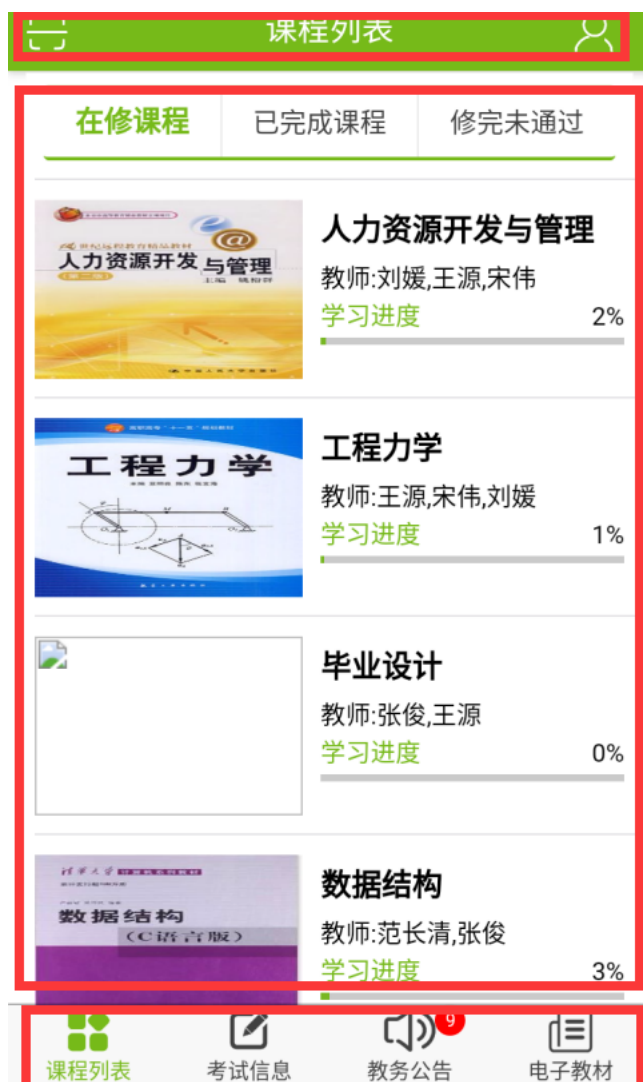 课程列表
在修课程 已完成课程 修完未通过
人力资源开发与管理
主编 姚裕群
人力资源开发与管理
教师:刘媛,王源,宋伟
学习进度 2%
工程力学
工程力学
教师:王源,宋伟,刘媛
学习进度 1%
毕业设计
教师:张俊,王源
学习进度 0%
数据结构
(C语言版)
数据结构
教师:范长清,张俊
学习进度 3%
9
课程列表 考试信息 教务公告 电子教材